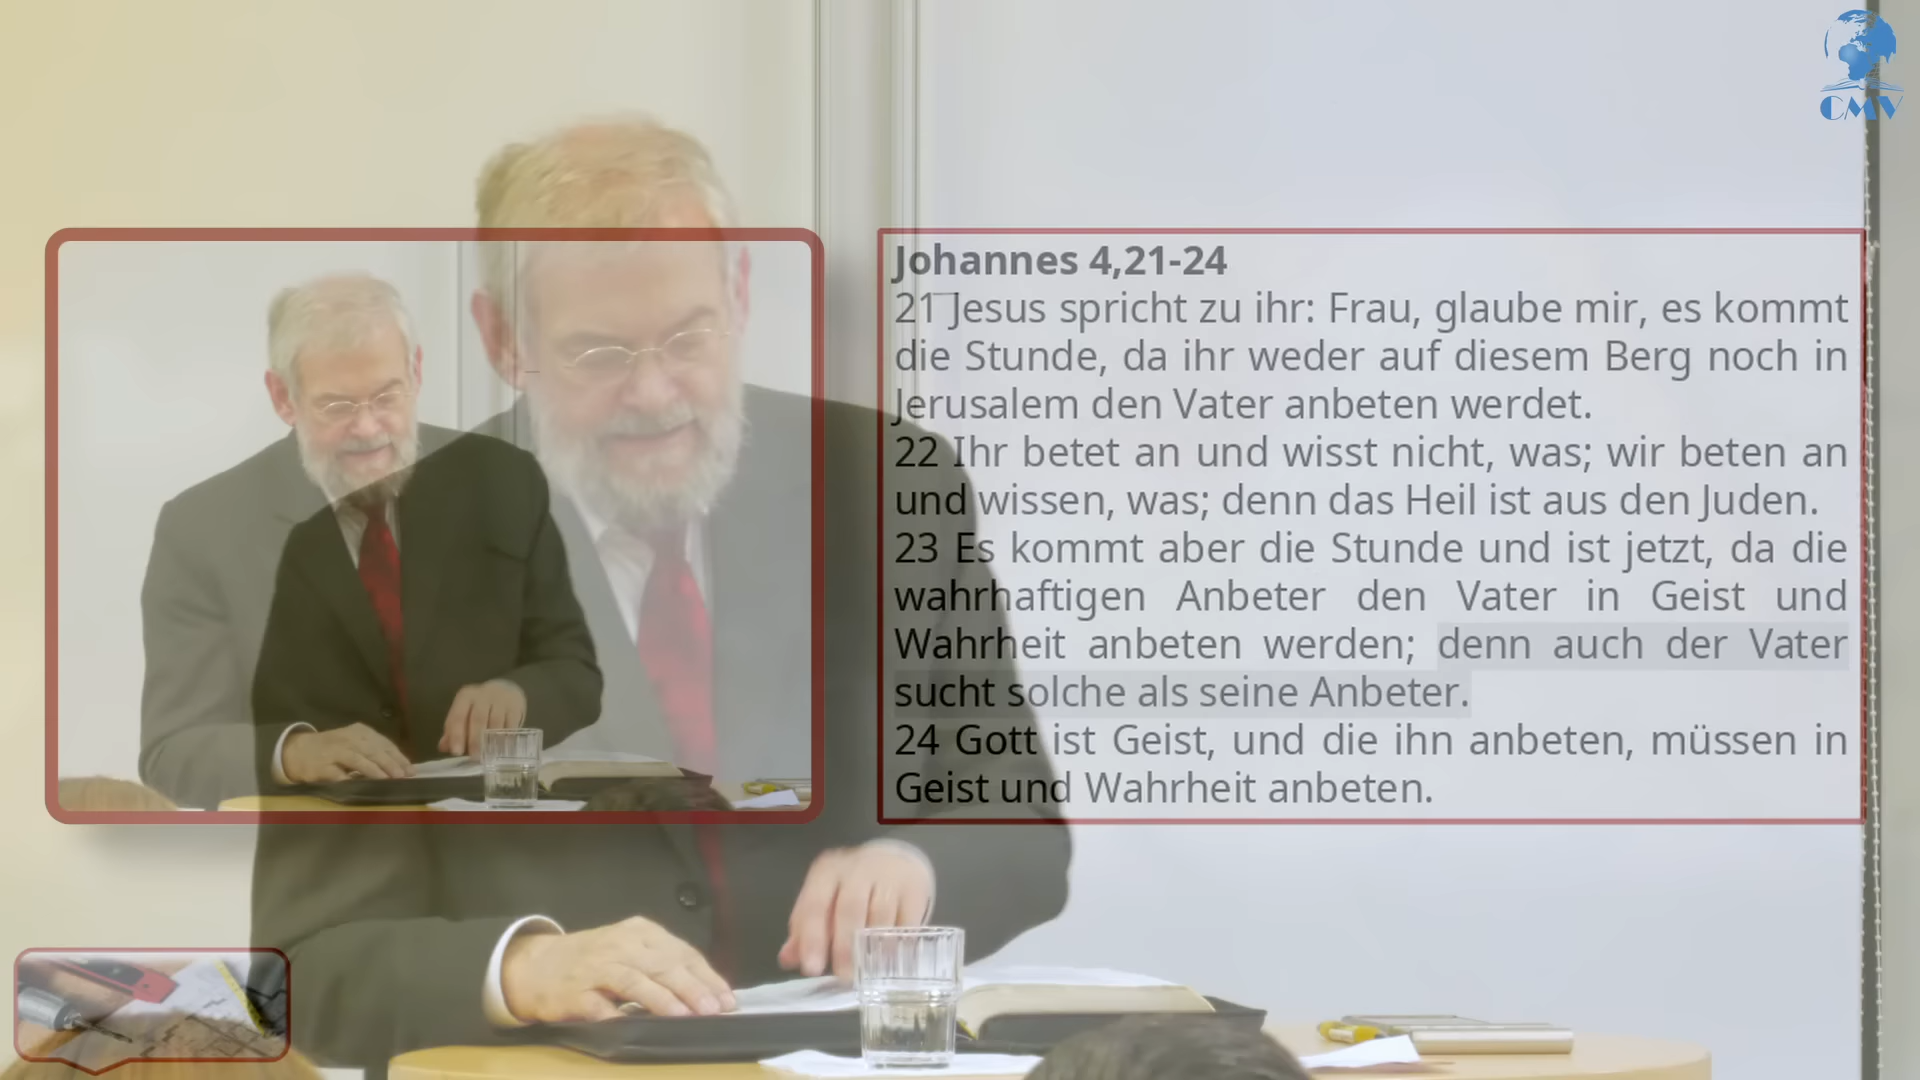 CMV
Johannes 4,21-24
21 Jesus spricht zu ihr: Frau, glaube mir, es kommt
die Stunde, da ihr weder auf diesem Berg noch in
Jerusalem den Vater anbeten werdet.
22 Ihr betet an und wisst nicht, was; wir beten an
und wissen, was; denn das Heil ist aus den Juden.
23 Es kommt aber die Stunde und ist jetzt, da die
wahrhaftigen Anbeter den Vater in Geist und
Wahrheit anbeten werden; denn auch der Vater
sucht solche als seine Anbeter.
24 Gott ist Geist, und die ihn anbeten, müssen in
Geist und Wahrheit anbeten.